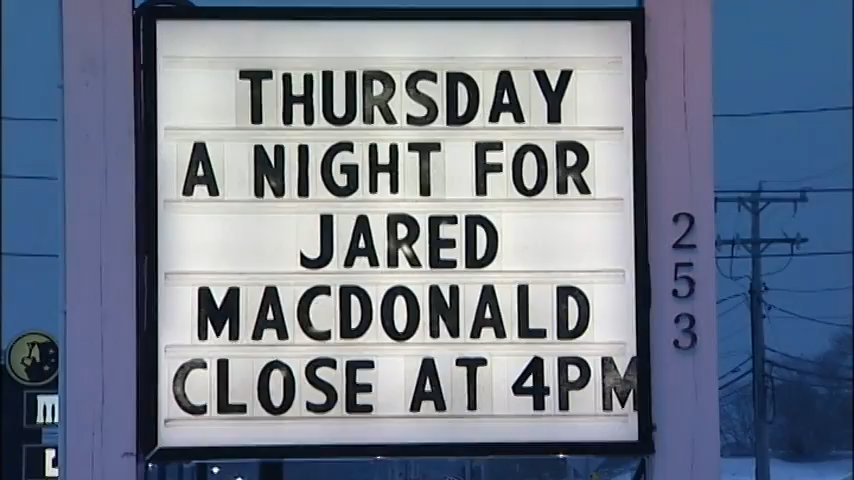 THURSDAY
A NIGHT FOR
JARED
MACDONALD
CLOSE AT 4PM
253